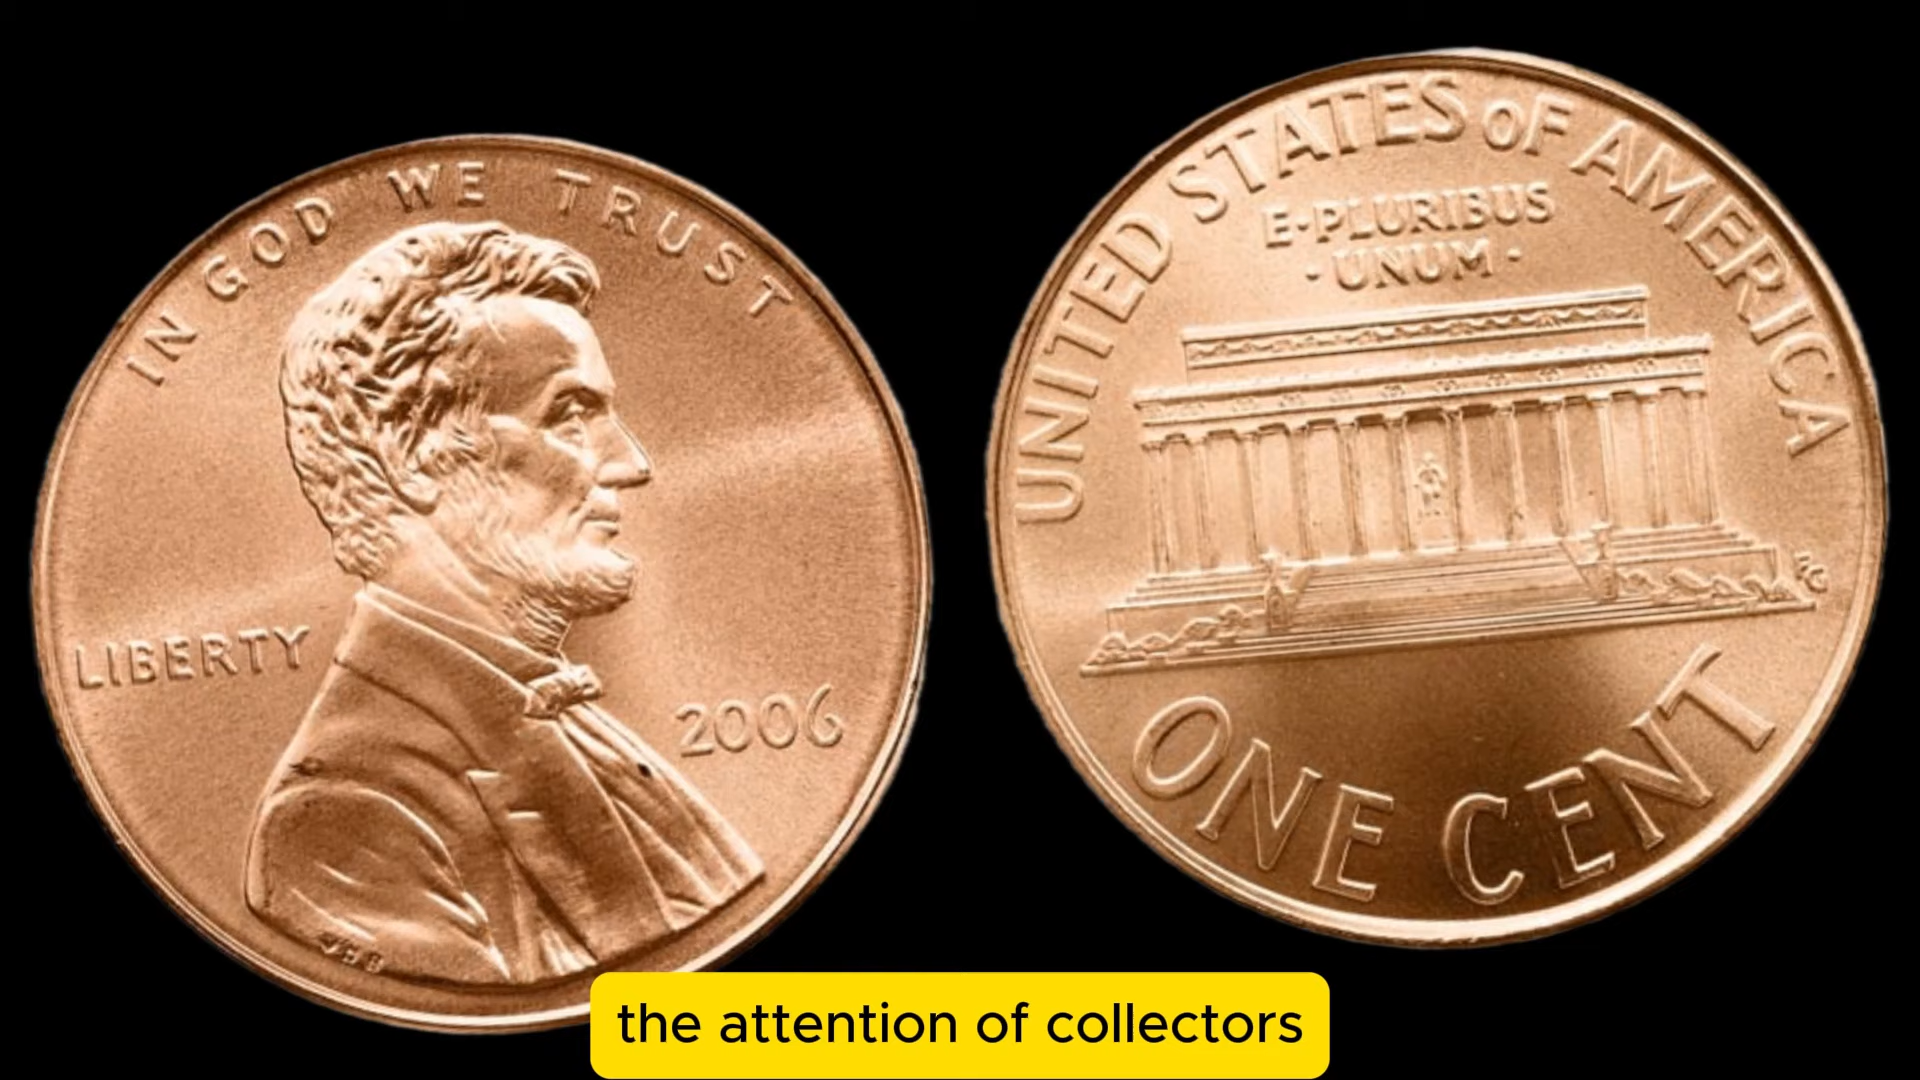 IN GOD WE TRUST
LIBERTY
2006
VDB
UNITED STATES OF AMERICA
E·PLURIBUS
·UNUM·
ONE CENT
the attention of collectors